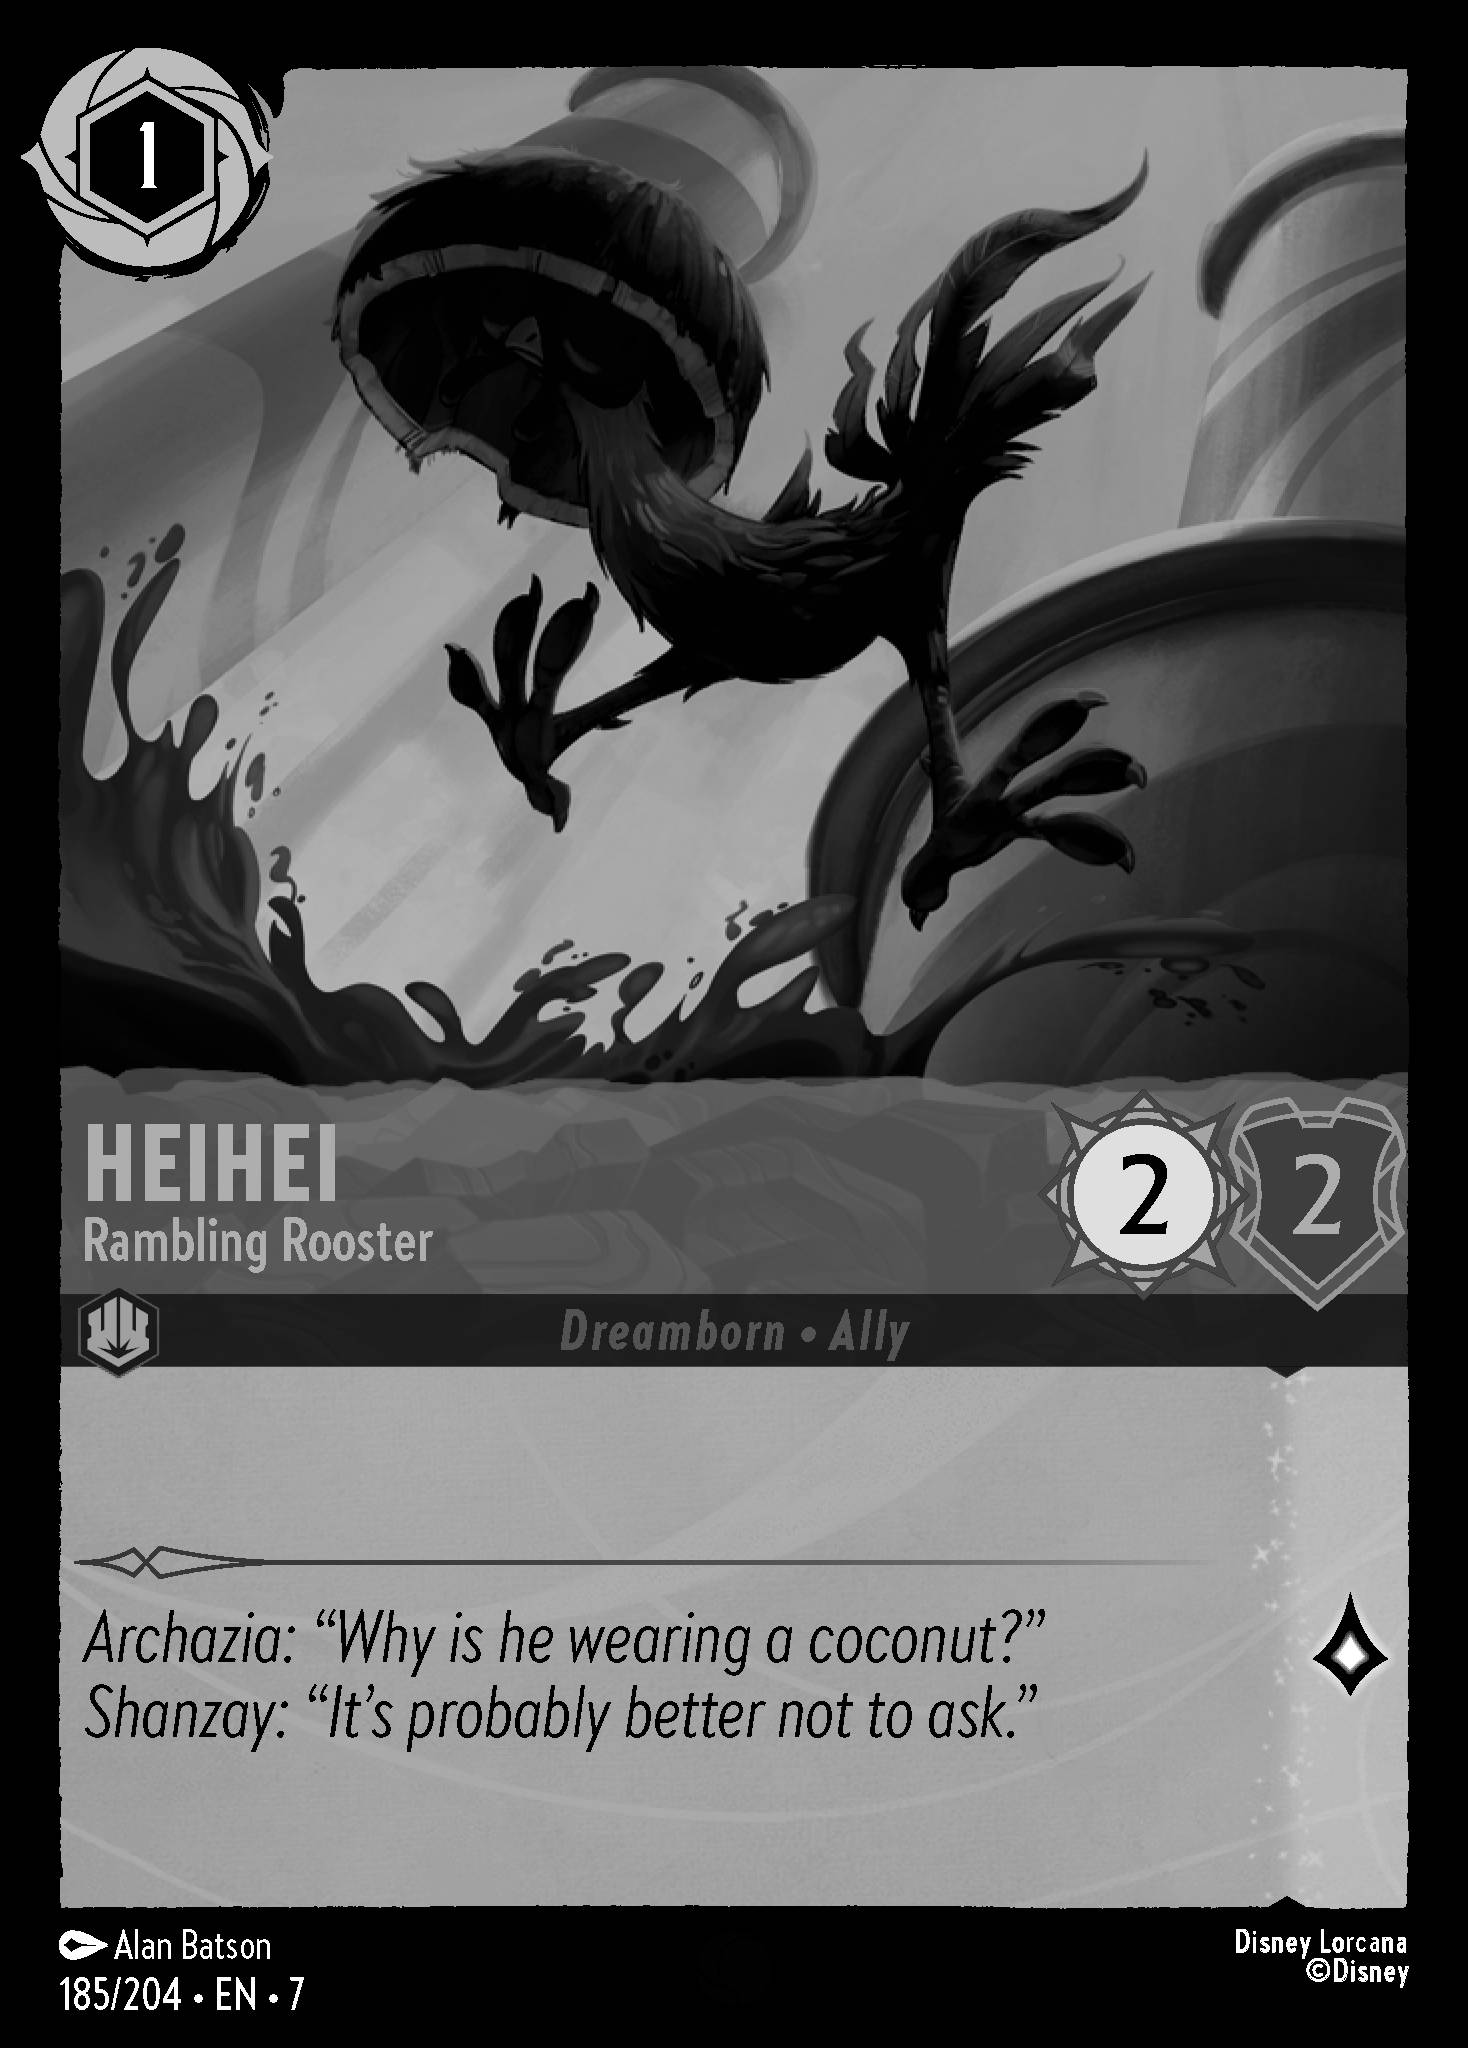 1
HEIHEI
Rambling Rooster
2 2
Dreamborn • Ally
Archazia: “Why is he wearing a coconut?”
Shanzay: “It’s probably better not to ask.”
Alan Batson
185/204 • EN • 7
Disney Lorcana
©Disney